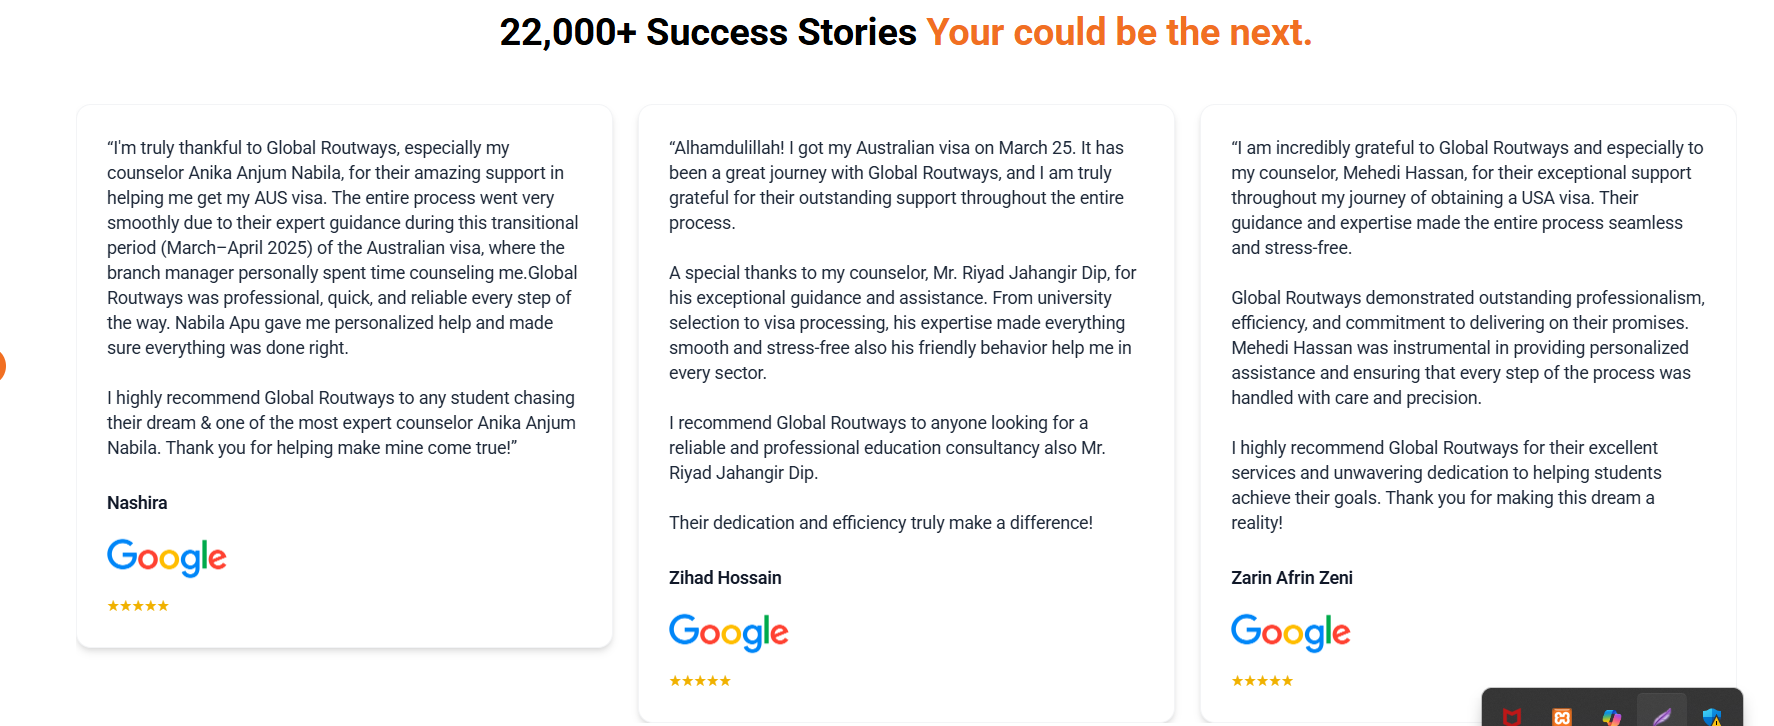 22,000+ Success Stories Your could be the next.
“I'm truly thankful to Global Routways, especially my
counselor Anika Anjum Nabila, for their amazing support in
helping me get my AUS visa. The entire process went very
smoothly due to their expert guidance during this transitional
period (March–April 2025) of the Australian visa, where the
branch manager personally spent time counseling me.Global
Routways was professional, quick, and reliable every step of
the way. Nabila Apu gave me personalized help and made
sure everything was done right.
I highly recommend Global Routways to any student chasing
their dream & one of the most expert counselor Anika Anjum
Nabila. Thank you for helping make mine come true!”
Nashira
Google
★★★★★
“Alhamdulillah! I got my Australian visa on March 25. It has
been a great journey with Global Routways, and I am truly
grateful for their outstanding support throughout the entire
process.
A special thanks to my counselor, Mr. Riyad Jahangir Dip, for
his exceptional guidance and assistance. From university
selection to visa processing, his expertise made everything
smooth and stress-free also his friendly behavior help me in
every sector.
I recommend Global Routways to anyone looking for a
reliable and professional education consultancy also Mr.
Riyad Jahangir Dip.
Their dedication and efficiency truly make a difference!
Zihad Hossain
Google
★★★★★
“I am incredibly grateful to Global Routways and especially to
my counselor, Mehedi Hassan, for their exceptional support
throughout my journey of obtaining a USA visa. Their
guidance and expertise made the entire process seamless
and stress-free.
Global Routways demonstrated outstanding professionalism,
efficiency, and commitment to delivering on their promises.
Mehedi Hassan was instrumental in providing personalized
assistance and ensuring that every step of the process was
handled with care and precision.
I highly recommend Global Routways for their excellent
services and unwavering dedication to helping students
achieve their goals. Thank you for making this dream a
reality!
Zarin Afrin Zeni
Google
★★★★★